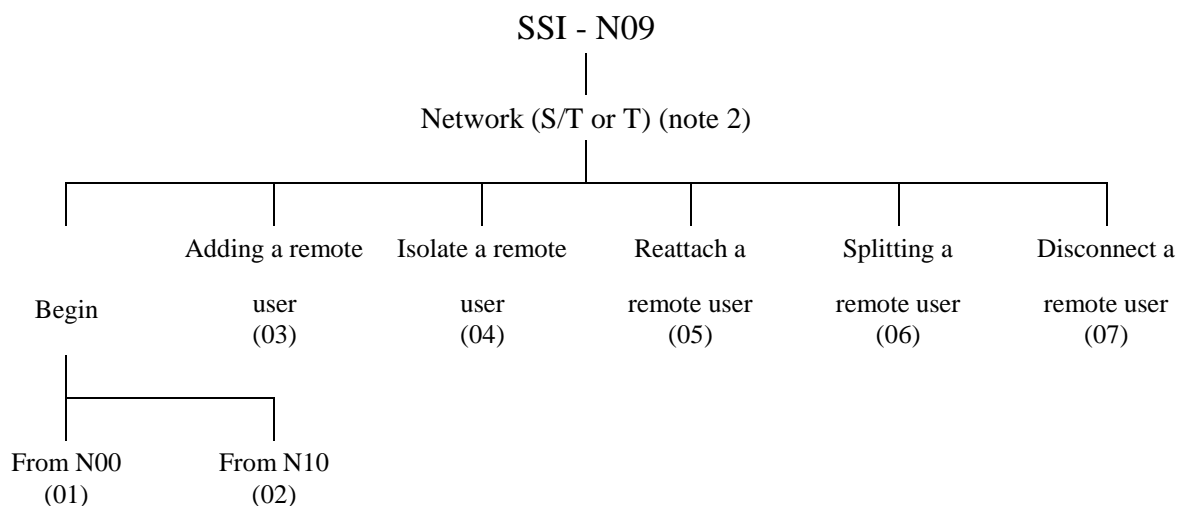 SSI - N09
Network (S/T or T) (note 2)
Begin
Adding a remote
user
(03)
Isolate a remote
user
(04)
Reattach a
remote user
(05)
Splitting a
remote user
(06)
Disconnect a
remote user
(07)
From N00
(01)
From N10
(02)